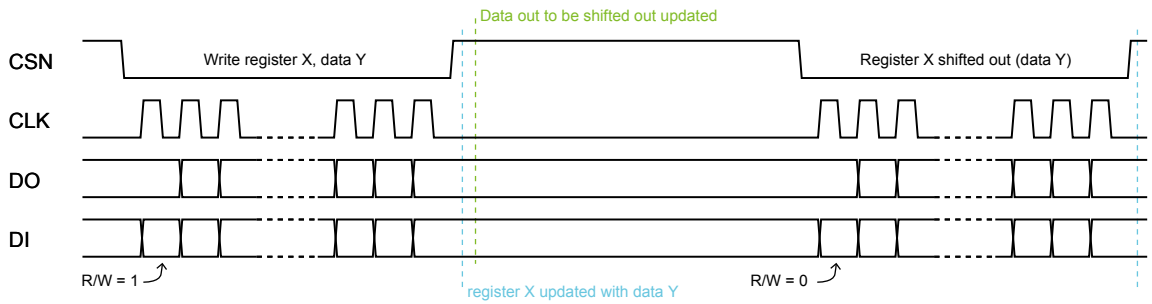 Data out to be shifted out updated
CSN
Write register X, data Y
Register X shifted out (data Y)
CLK
DO
DI
R/W = 1
R/W = 0
register X updated with data Y